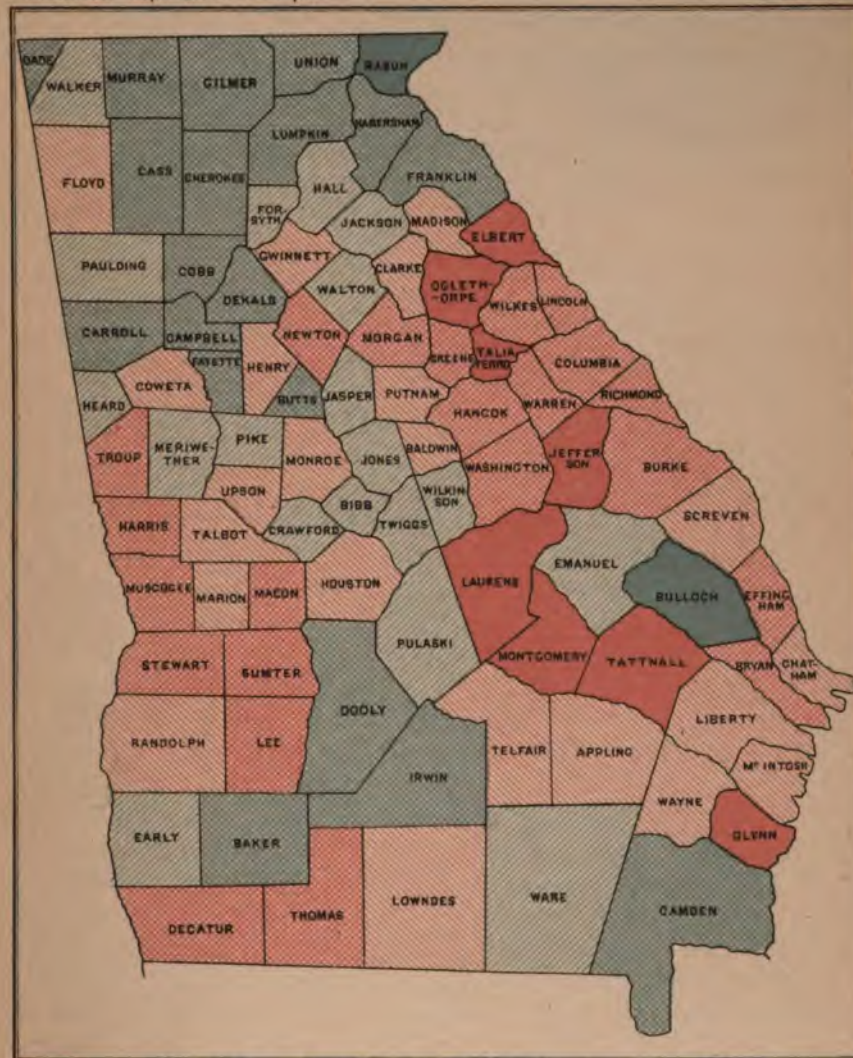 DADE
WALKER
MURRAY
GILMER
UNION
RABUN
LUMPKIN
HABERSHAM
FLOYD
CASS
CHEROKEE
FRANKLIN
HALL
FOR-
SYTH
JACKSON
MADISON
ELBERT
PAULDING
COBB
GWINNETT
CLARKE
OGLETH-
-ORPE
WILKES
LINCOLN
DEKALB
WALTON
CARROLL
CAMPBELL
FAYETTE
HENRY
NEWTON
MORGAN
GREENE
TALIA
FERRO
COLUMBIA
COWETA
HEARD
BUTTS
JASPER
PUTNAM
HANCOK
WARREN
RICHMOND
TROUP
MERIWE-
THER
PIKE
MONROE
JONES
BALDWIN
WASHINGTON
JEFFER
SON
BURKE
UPSON
BIBB
WILKIN-
SON
HARRIS
TALBOT
CRAWFORD
TWIGGS
SCREVEN
MUSCOGEE
MARION
MACON
HOUSTON
LAURENS
EMANUEL
BULLOCH
EFFING
HAM
PULASKI
STEWART
SUMTER
MONTGOMERY
TATTNALL
BRYAN
CHAT-
HAM
DOOLY
RANDOLPH
LEE
TELFAIR
APPLING
LIBERTY
IRWIN
Mc INTOSH
WAYNE
EARLY
BAKER
GLYNN
DECATUR
THOMAS
LOWNDES
WARE
CAMDEN